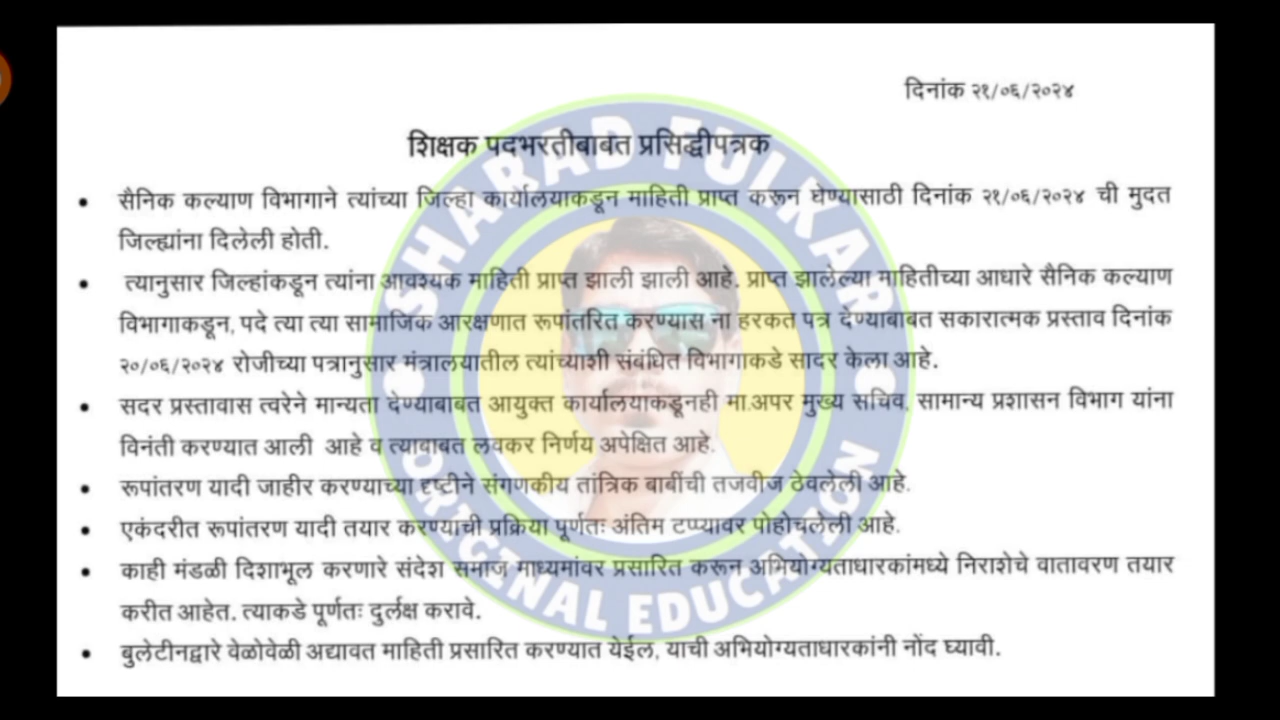 दिनांक २१/०६/२०२४
शिक्षक पदभरतीबाबत प्रसिद्धीपत्रक
• सैनिक कल्याण विभागाने त्यांच्या जिल्हा कार्यालयाकडून माहिती प्राप्त करून घेण्यासाठी दिनांक २१/०६/२०२४ ची मुदत
जिल्ह्यांना दिलेली होती.
• त्यानुसार जिल्हांकडून त्यांना आवश्यक माहिती प्राप्त झाली झाली आहे. प्राप्त झालेल्या माहितीच्या आधारे सैनिक कल्याण
विभागाकडून, पदे त्या त्या सामाजिक आरक्षणात रूपांतरित करण्यास ना हरकत पत्र देण्याबाबत सकारात्मक प्रस्ताव दिनांक
२०/०६/२०२४ रोजीच्या पत्रानुसार मंत्रालयातील त्यांच्याशी संबंधित विभागाकडे सादर केला आहे.
• सदर प्रस्तावास त्वरेने मान्यता देण्याबाबत आयुक्त कार्यालयाकडूनही मा.अपर मुख्य सचिव, सामान्य प्रशासन विभाग यांना
विनंती करण्यात आली आहे व त्याबाबत लवकर निर्णय अपेक्षित आहे.
• रूपांतरण यादी जाहीर करण्याच्या दृष्टीने संगणकीय तांत्रिक बाबींची तजवीज ठेवलेली आहे.
• एकंदरीत रूपांतरण यादी तयार करण्याची प्रक्रिया पूर्णतः अंतिम टप्प्यावर पोहोचलेली आहे.
• काही मंडळी दिशाभूल करणारे संदेश समाज माध्यमांवर प्रसारित करून अभियोग्यताधारकांमध्ये निराशेचे वातावरण तयार
करीत आहेत. त्याकडे पूर्णतः दुर्लक्ष करावे.
• बुलेटीनद्वारे वेळोवेळी अद्यावत माहिती प्रसारित करण्यात येईल, याची अभियोग्यताधारकांनी नोंद घ्यावी.
SHARAD TULKAR
ORIGENAL EDUCATION